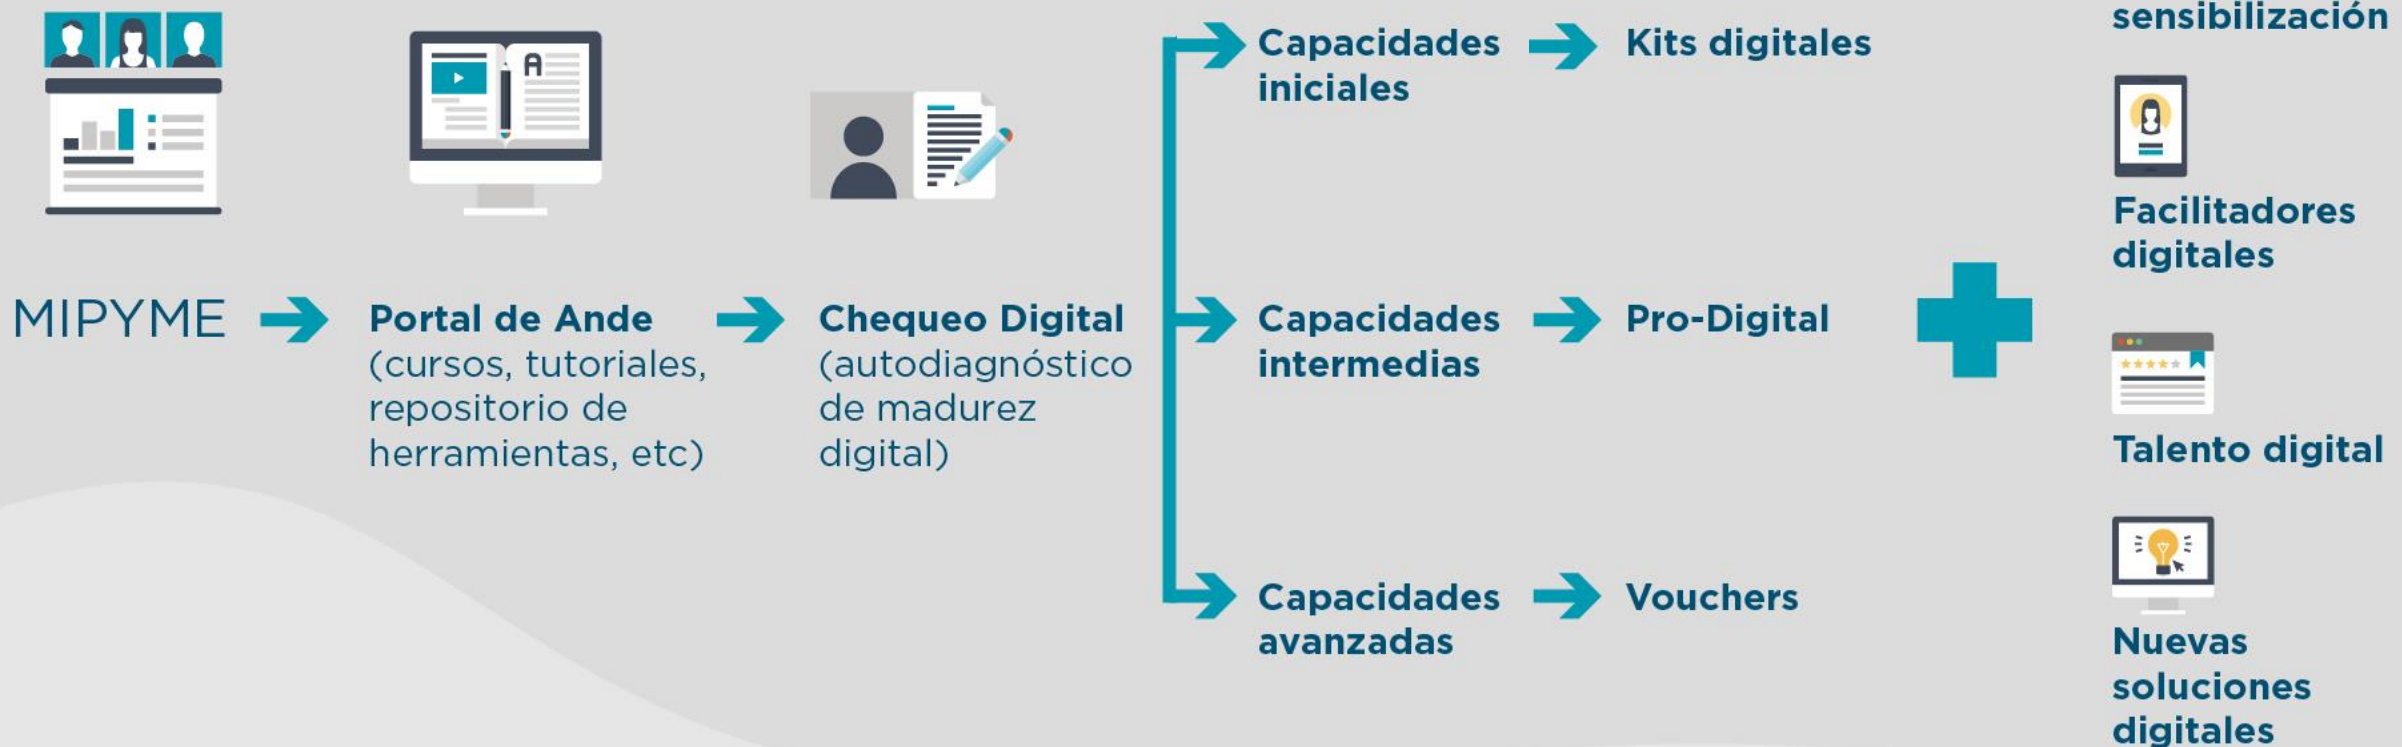 MIPYME
Portal de Ande
(cursos, tutoriales,
repositorio de
herramientas, etc)
Chequeo Digital
(autodiagnóstico
de madurez
digital)
Capacidades
iniciales
Kits digitales
Capacidades
intermedias
Pro-Digital
Capacidades
avanzadas
Vouchers
sensibilización
Facilitadores
digitales
Talento digital
Nuevas
soluciones
digitales